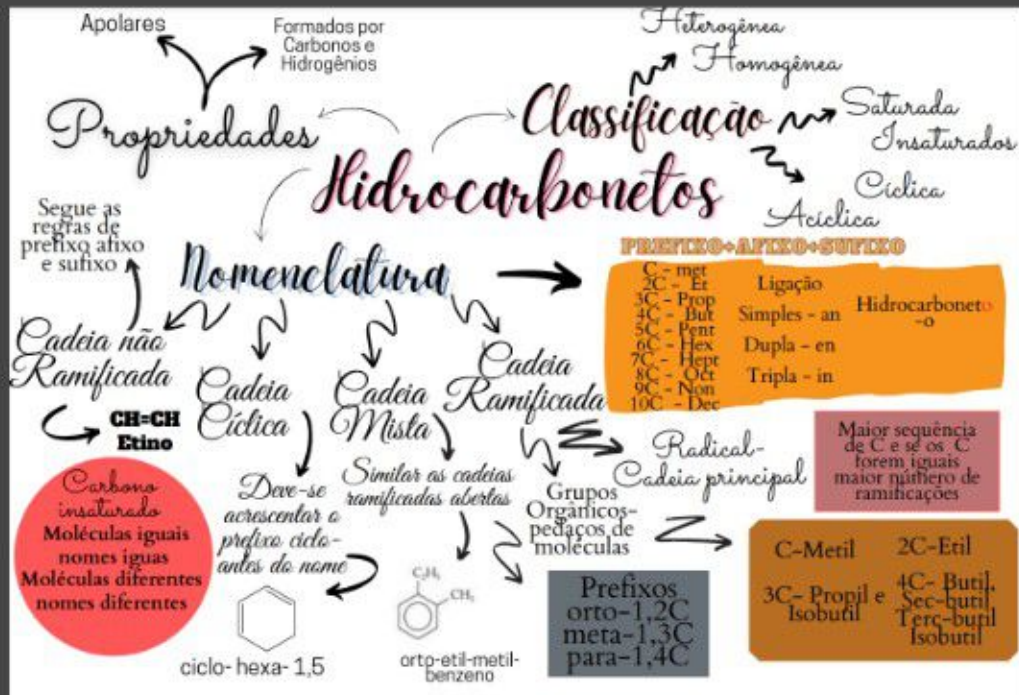 Hidrocarbonetos
Propriedades
Apolares
Formados por
Carbonos e
Hidrogênios
Classificação
Heterogênea
Homogênea
Saturada
Insaturados
Cíclica
Acíclica
Nomenclatura
PREFIXO+AFIXO+SUFIXO
C - met
2C - Et
3C - Prop
4C - But
5C - Pent
6C - Hex
7C - Hept
8C - Oct
9C - Non
10C - Dec
Ligação
Simples - an
Dupla - en
Tripla - in
Hidrocarboneto
-o
Segue as
regras de
prefixo afixo
e sufixo
Cadeia não
Ramificada
CH=CH
Etino
Carbono
insaturado
Moléculas iguais
nomes iguas
Moléculas diferentes
nomes diferentes
Cadeia
Cíclica
Deve-se
acrescentar o
prefixo ciclo-
antes do nome
ciclo- hexa- 1,5
Cadeia
Mista
Similar as cadeias
ramificadas abertas
C₂H₅
CH₃
orto-etil-metil-
benzeno
Prefixos
orto-1,2C
meta-1,3C
para-1,4C
Cadeia
Ramificada
Radical-
Cadeia principal
Maior sequência
de C e se os C
forem iguais
maior número de
ramificações
Grupos
Orgânicos-
pedaços de
moléculas
C-Metil
2C-Etil
3C- Propil e
Isobutil
4C- Butil,
Sec-butil,
Terc-butil
Isobutil